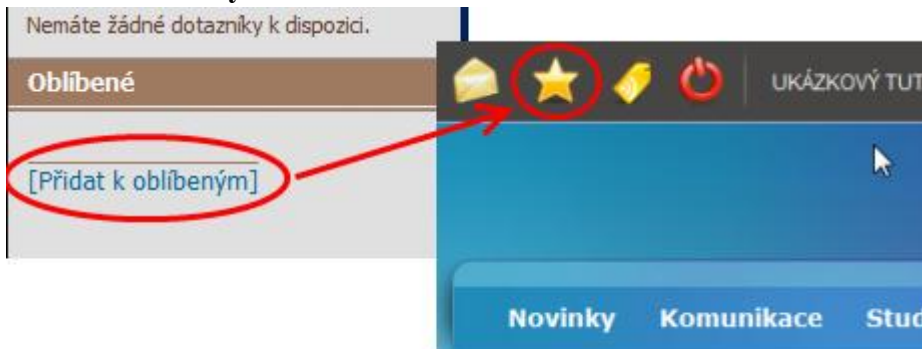 Nemáte žádné dotazníky k dispozici.
Oblíbené
[Přidat k oblíbeným]
UKÁZKOVÝ TUT
Novinky Komunikace Stud